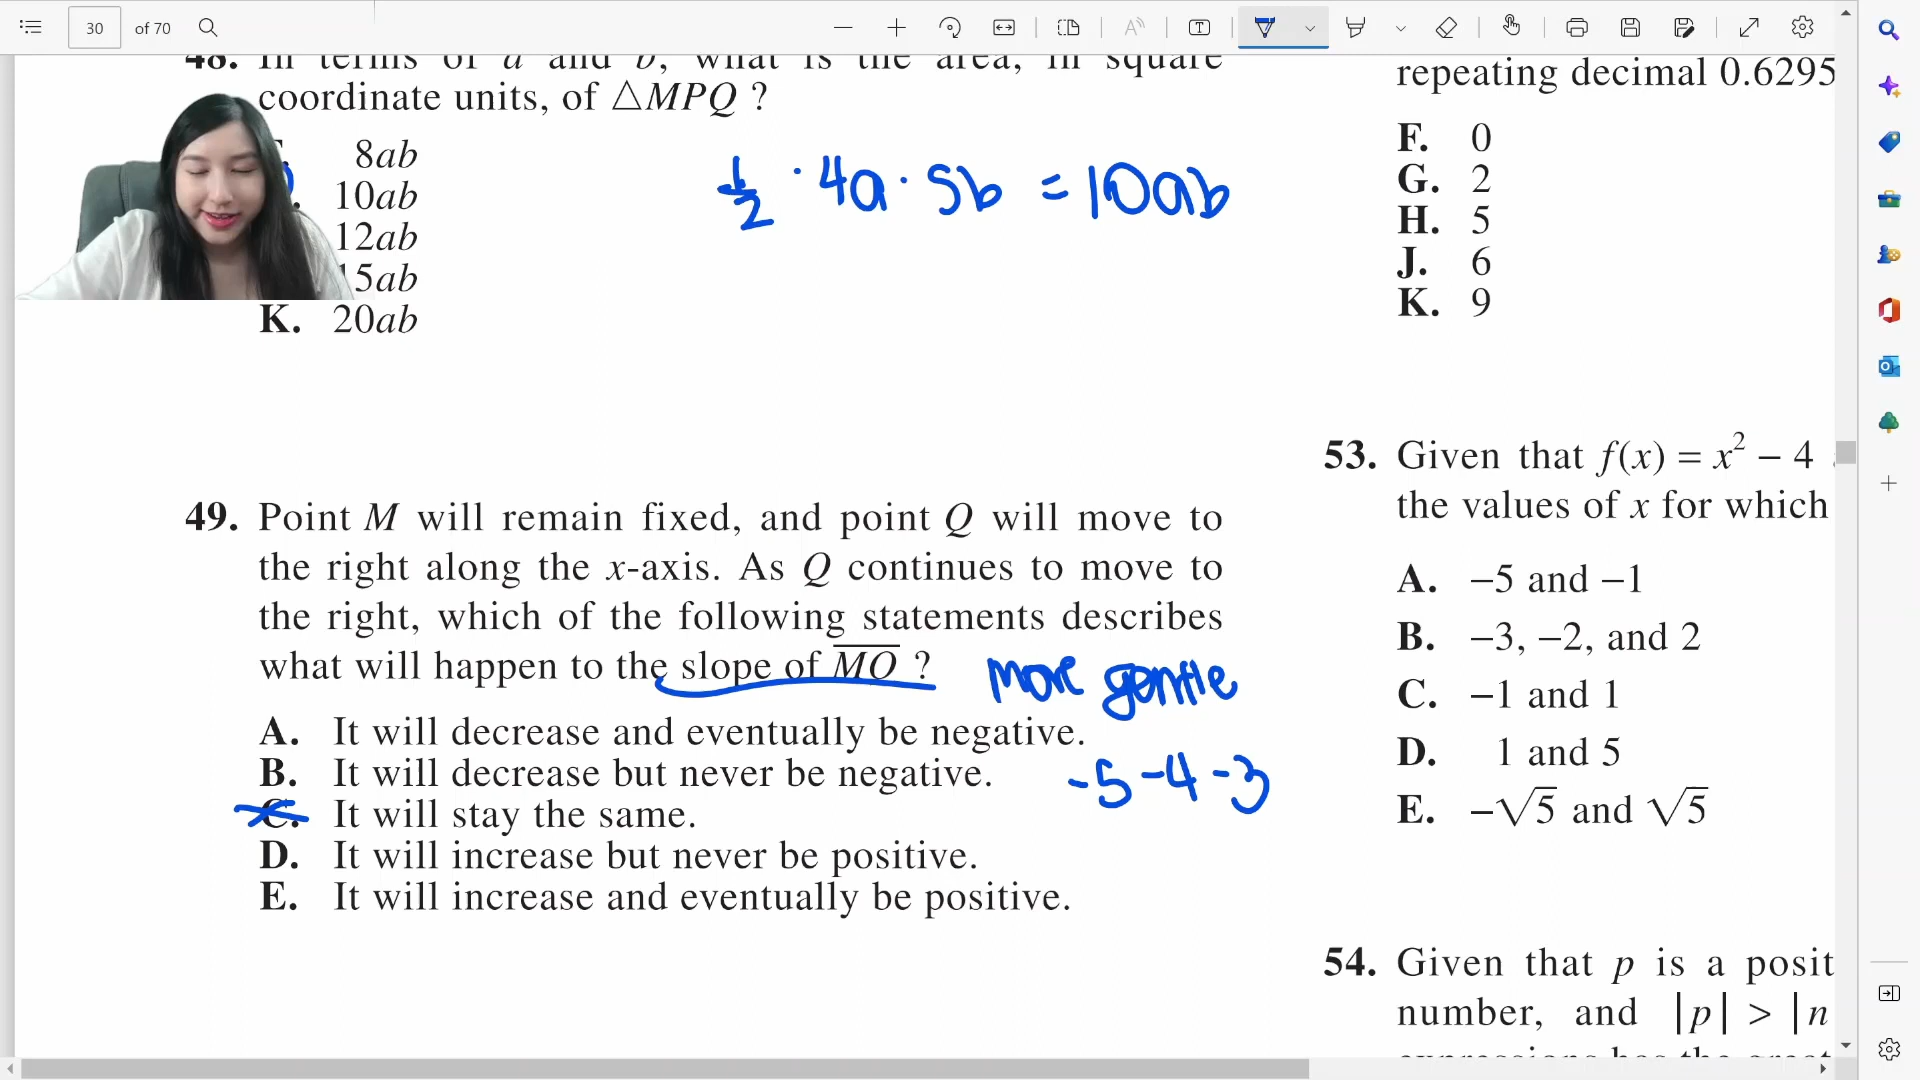 30 of 70
48. In terms of a and b, what is the area, in square
coordinate units, of △MPQ ?
8ab
10ab
12ab
15ab
K. 20ab
½ · 4a · 5b = 10ab
49. Point M will remain fixed, and point Q will move to
the right along the x-axis. As Q continues to move to
the right, which of the following statements describes
what will happen to the slope of MQ ?
more gentle
A. It will decrease and eventually be negative.
B. It will decrease but never be negative.
-5 -4 -3
C. It will stay the same.
D. It will increase but never be positive.
E. It will increase and eventually be positive.
repeating decimal 0.6295
F. 0
G. 2
H. 5
J. 6
K. 9
53. Given that f(x) = x² − 4
the values of x for which
A. −5 and −1
B. −3, −2, and 2
C. −1 and 1
D. 1 and 5
E. −√5 and √5
54. Given that p is a posit
number, and |p| > |n